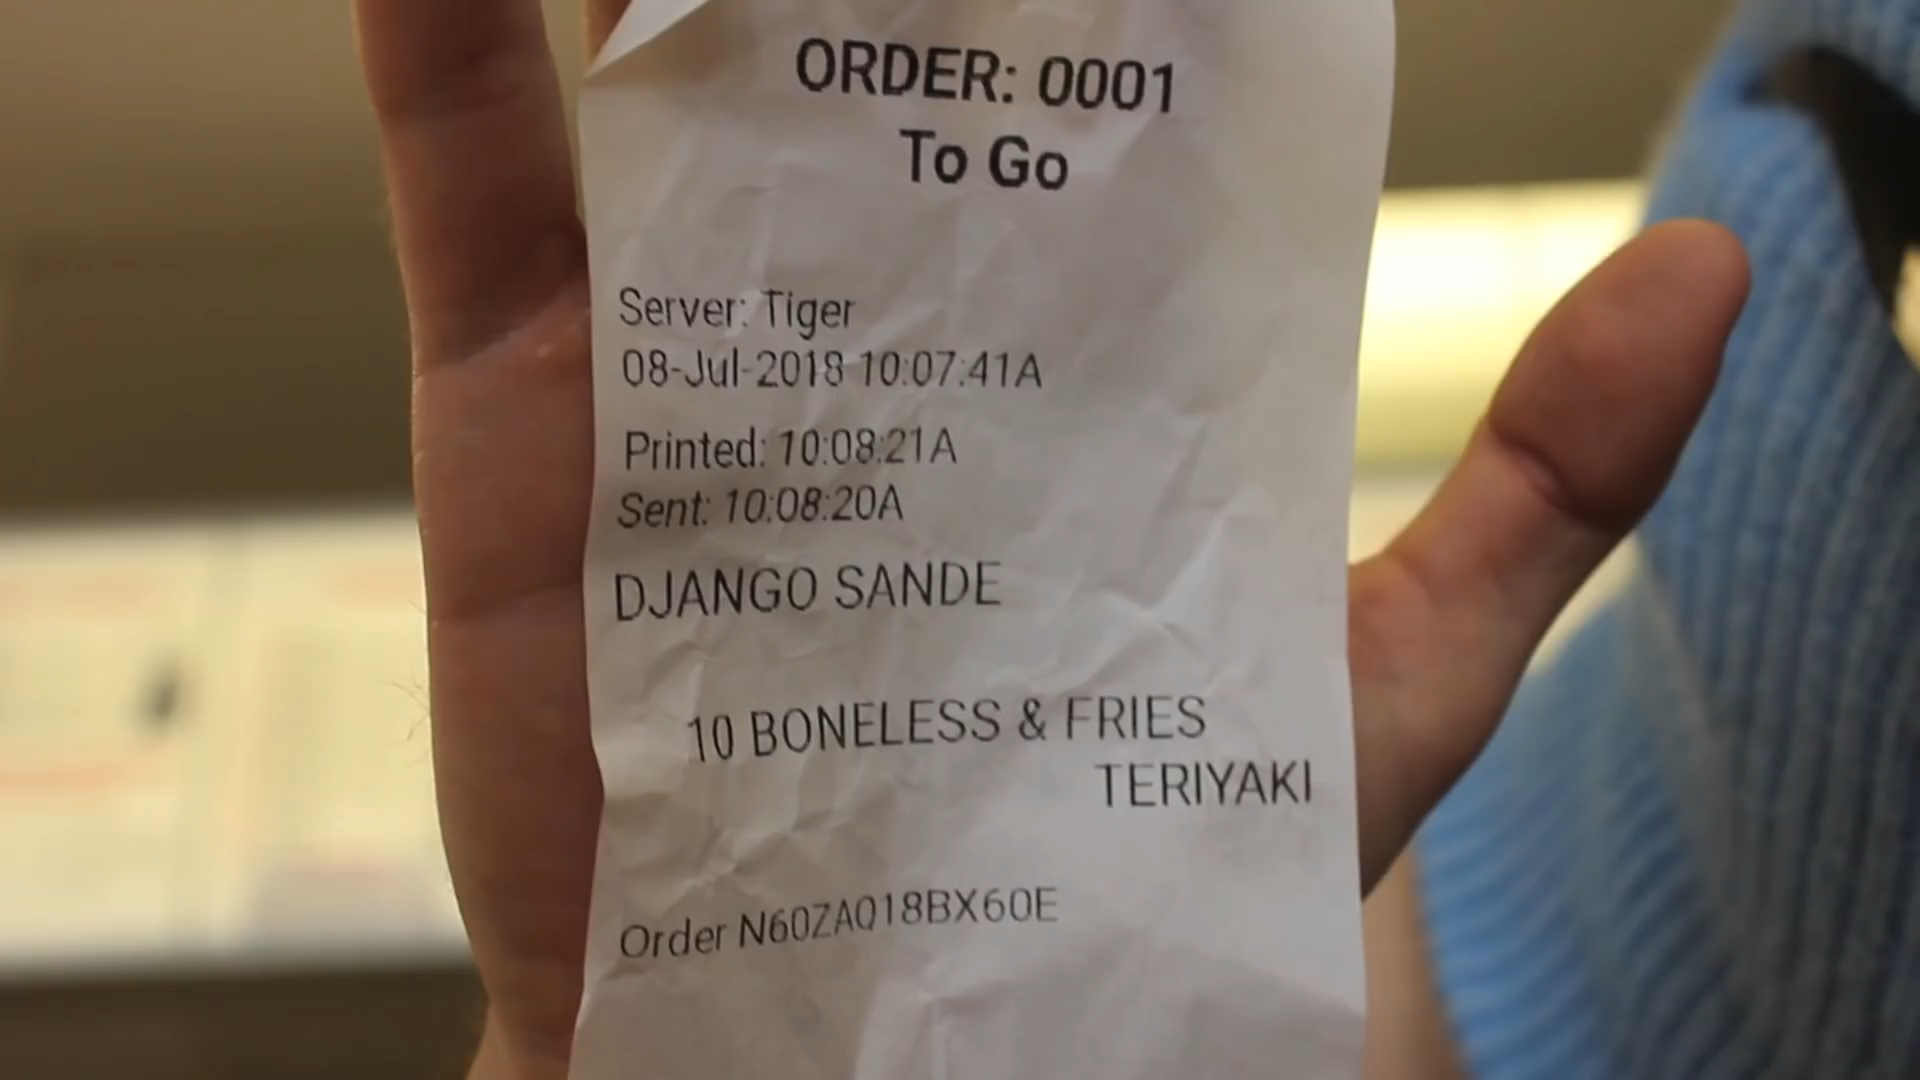 ORDER: 0001
To Go
Server: Tiger
08-Jul-2018 10:07:41A
Printed: 10:08:21A
Sent: 10:08:20A
DJANGO SANDE
10 BONELESS & FRIES
TERIYAKI
Order N60ZAQ18BX60E